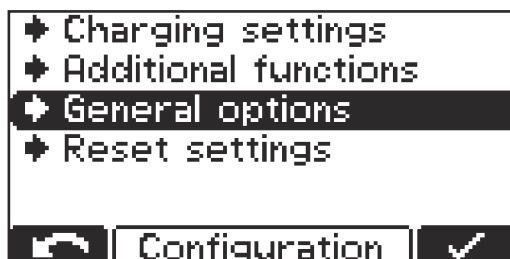 Charging settings
Additional functions
General options
Reset settings
Configuration